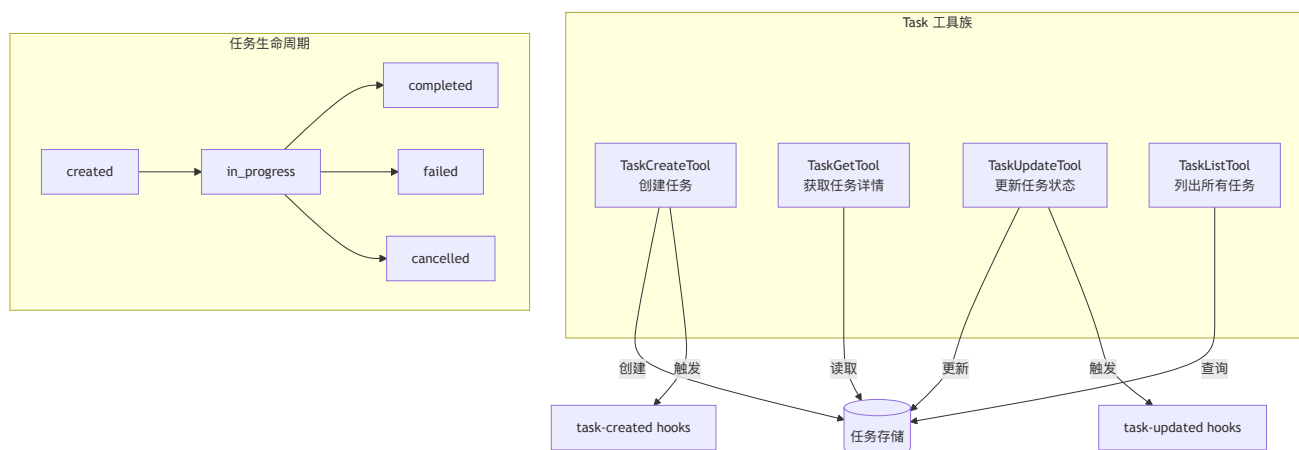 任务生命周期
created
in_progress
completed
failed
cancelled
Task 工具族
TaskCreateTool
创建任务
TaskGetTool
获取任务详情
TaskUpdateTool
更新任务状态
TaskListTool
列出所有任务
创建
触发
读取
更新
触发
查询
task-created hooks
任务存储
task-updated hooks